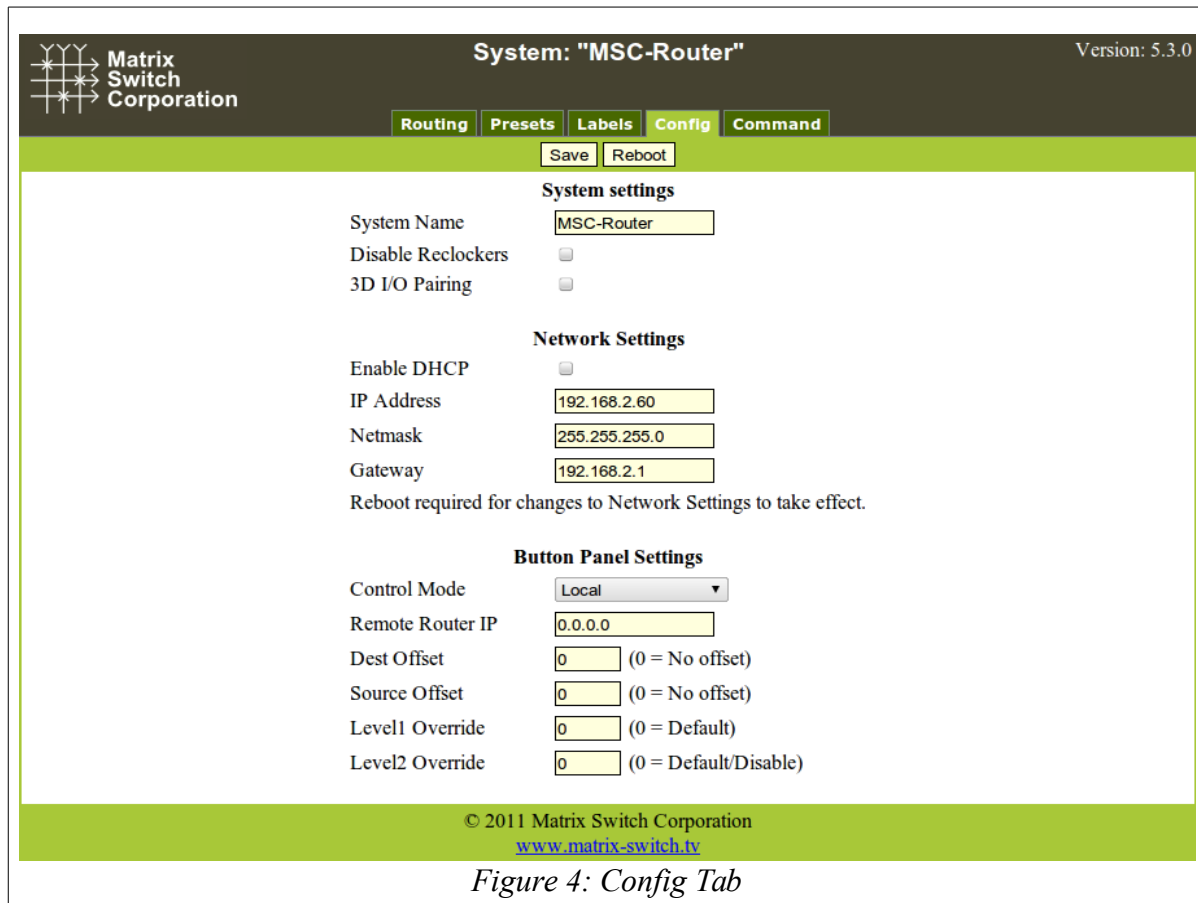 Matrix
Switch
Corporation
System: "MSC-Router"
Version: 5.3.0
Routing Presets Labels Config Command
Save Reboot
System settings
System Name MSC-Router
Disable Reclockers
3D I/O Pairing
Network Settings
Enable DHCP
IP Address 192.168.2.60
Netmask 255.255.255.0
Gateway 192.168.2.1
Reboot required for changes to Network Settings to take effect.
Button Panel Settings
Control Mode Local
Remote Router IP 0.0.0.0
Dest Offset 0 (0 = No offset)
Source Offset 0 (0 = No offset)
Level1 Override 0 (0 = Default)
Level2 Override 0 (0 = Default/Disable)
© 2011 Matrix Switch Corporation
www.matrix-switch.tv
Figure 4: Config Tab